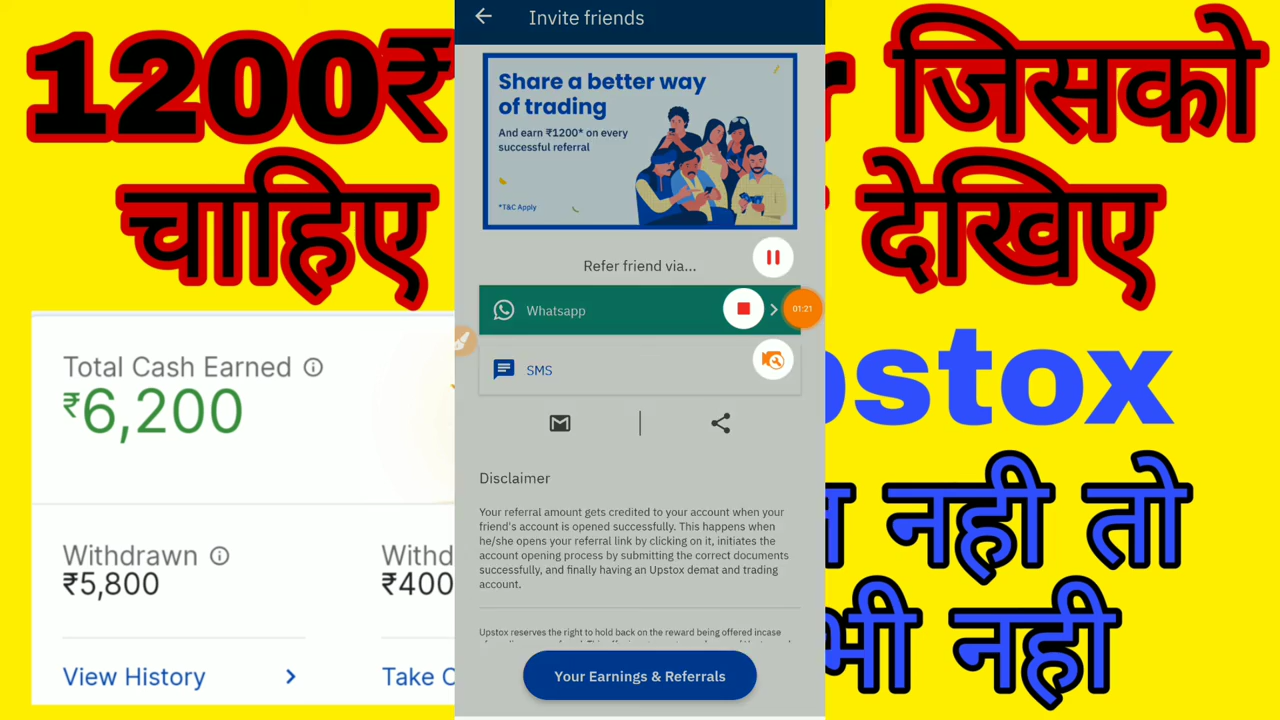 1200₹
जिसको
चाहिए
देखिए
Total Cash Earned
₹6,200
Withdrawn
₹5,800
₹400
View History
Invite friends
Share a better way
of trading
And earn ₹1200* on every
successful referral
*T&C Apply
Refer friend via...
Whatsapp
01:21
SMS
Disclaimer
Your referral amount gets credited to your account when your
friend's account is opened successfully. This happens when
he/she opens your referral link by clicking on it, initiates the
account opening process by submitting the correct documents
successfully, and finally having an Upstox demat and trading
account.
Upstox reserves the right to hold back on the reward being offered incase
Your Earnings & Referrals
नही तो
नही